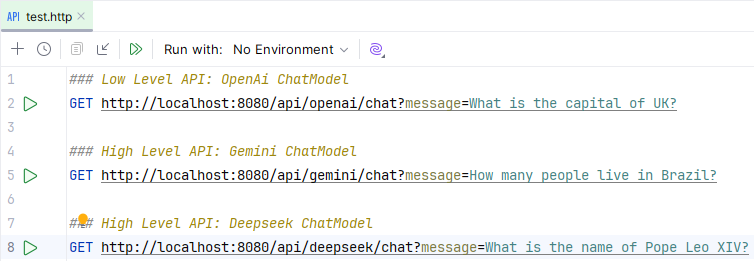 API test.http
Run with: No Environment
1 ### Low Level API: OpenAi ChatModel
2 GET http://localhost:8080/api/openai/chat?message=What is the capital of UK?
3
4 ### High Level API: Gemini ChatModel
5 GET http://localhost:8080/api/gemini/chat?message=How many people live in Brazil?
6
7 ### High Level API: Deepseek ChatModel
8 GET http://localhost:8080/api/deepseek/chat?message=What is the name of Pope Leo XIV?